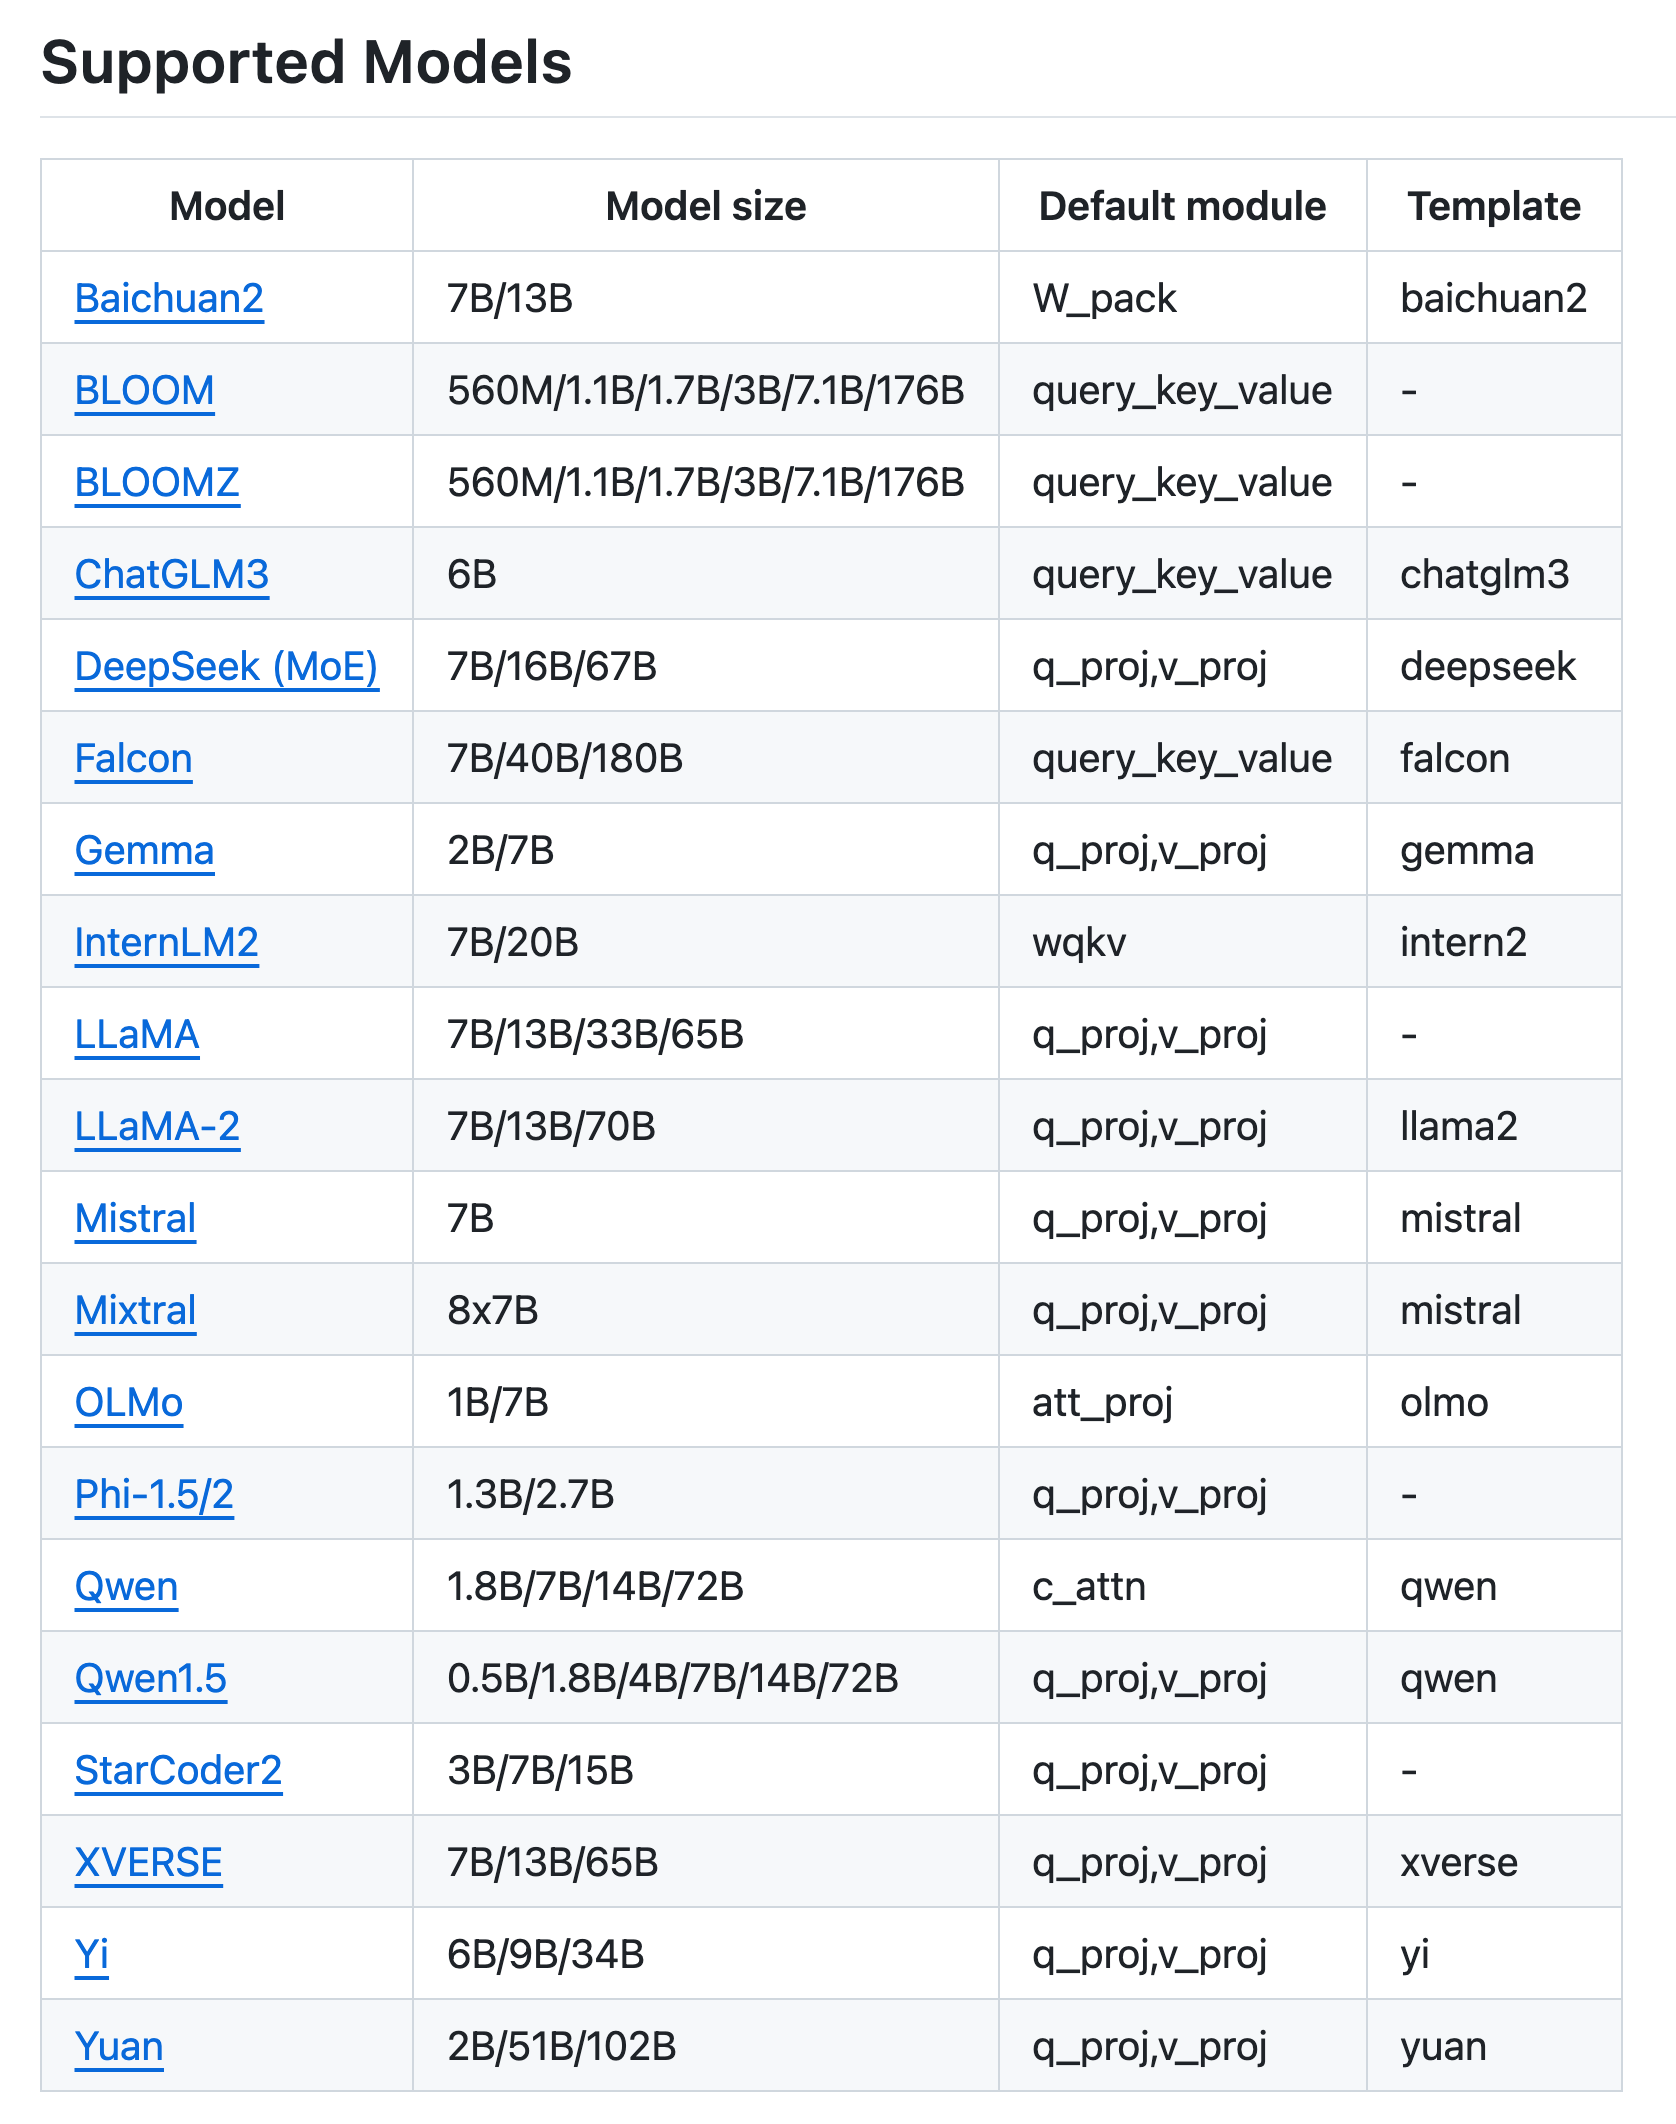 Supported Models
Model Model size Default module Template
Baichuan2 7B/13B W_pack baichuan2
BLOOM 560M/1.1B/1.7B/3B/7.1B/176B query_key_value -
BLOOMZ 560M/1.1B/1.7B/3B/7.1B/176B query_key_value -
ChatGLM3 6B query_key_value chatglm3
DeepSeek (MoE) 7B/16B/67B q_proj,v_proj deepseek
Falcon 7B/40B/180B query_key_value falcon
Gemma 2B/7B q_proj,v_proj gemma
InternLM2 7B/20B wqkv intern2
LLaMA 7B/13B/33B/65B q_proj,v_proj -
LLaMA-2 7B/13B/70B q_proj,v_proj llama2
Mistral 7B q_proj,v_proj mistral
Mixtral 8x7B q_proj,v_proj mistral
OLMo 1B/7B att_proj olmo
Phi-1.5/2 1.3B/2.7B q_proj,v_proj -
Qwen 1.8B/7B/14B/72B c_attn qwen
Qwen1.5 0.5B/1.8B/4B/7B/14B/72B q_proj,v_proj qwen
StarCoder2 3B/7B/15B q_proj,v_proj -
XVERSE 7B/13B/65B q_proj,v_proj xverse
Yi 6B/9B/34B q_proj,v_proj yi
Yuan 2B/51B/102B q_proj,v_proj yuan